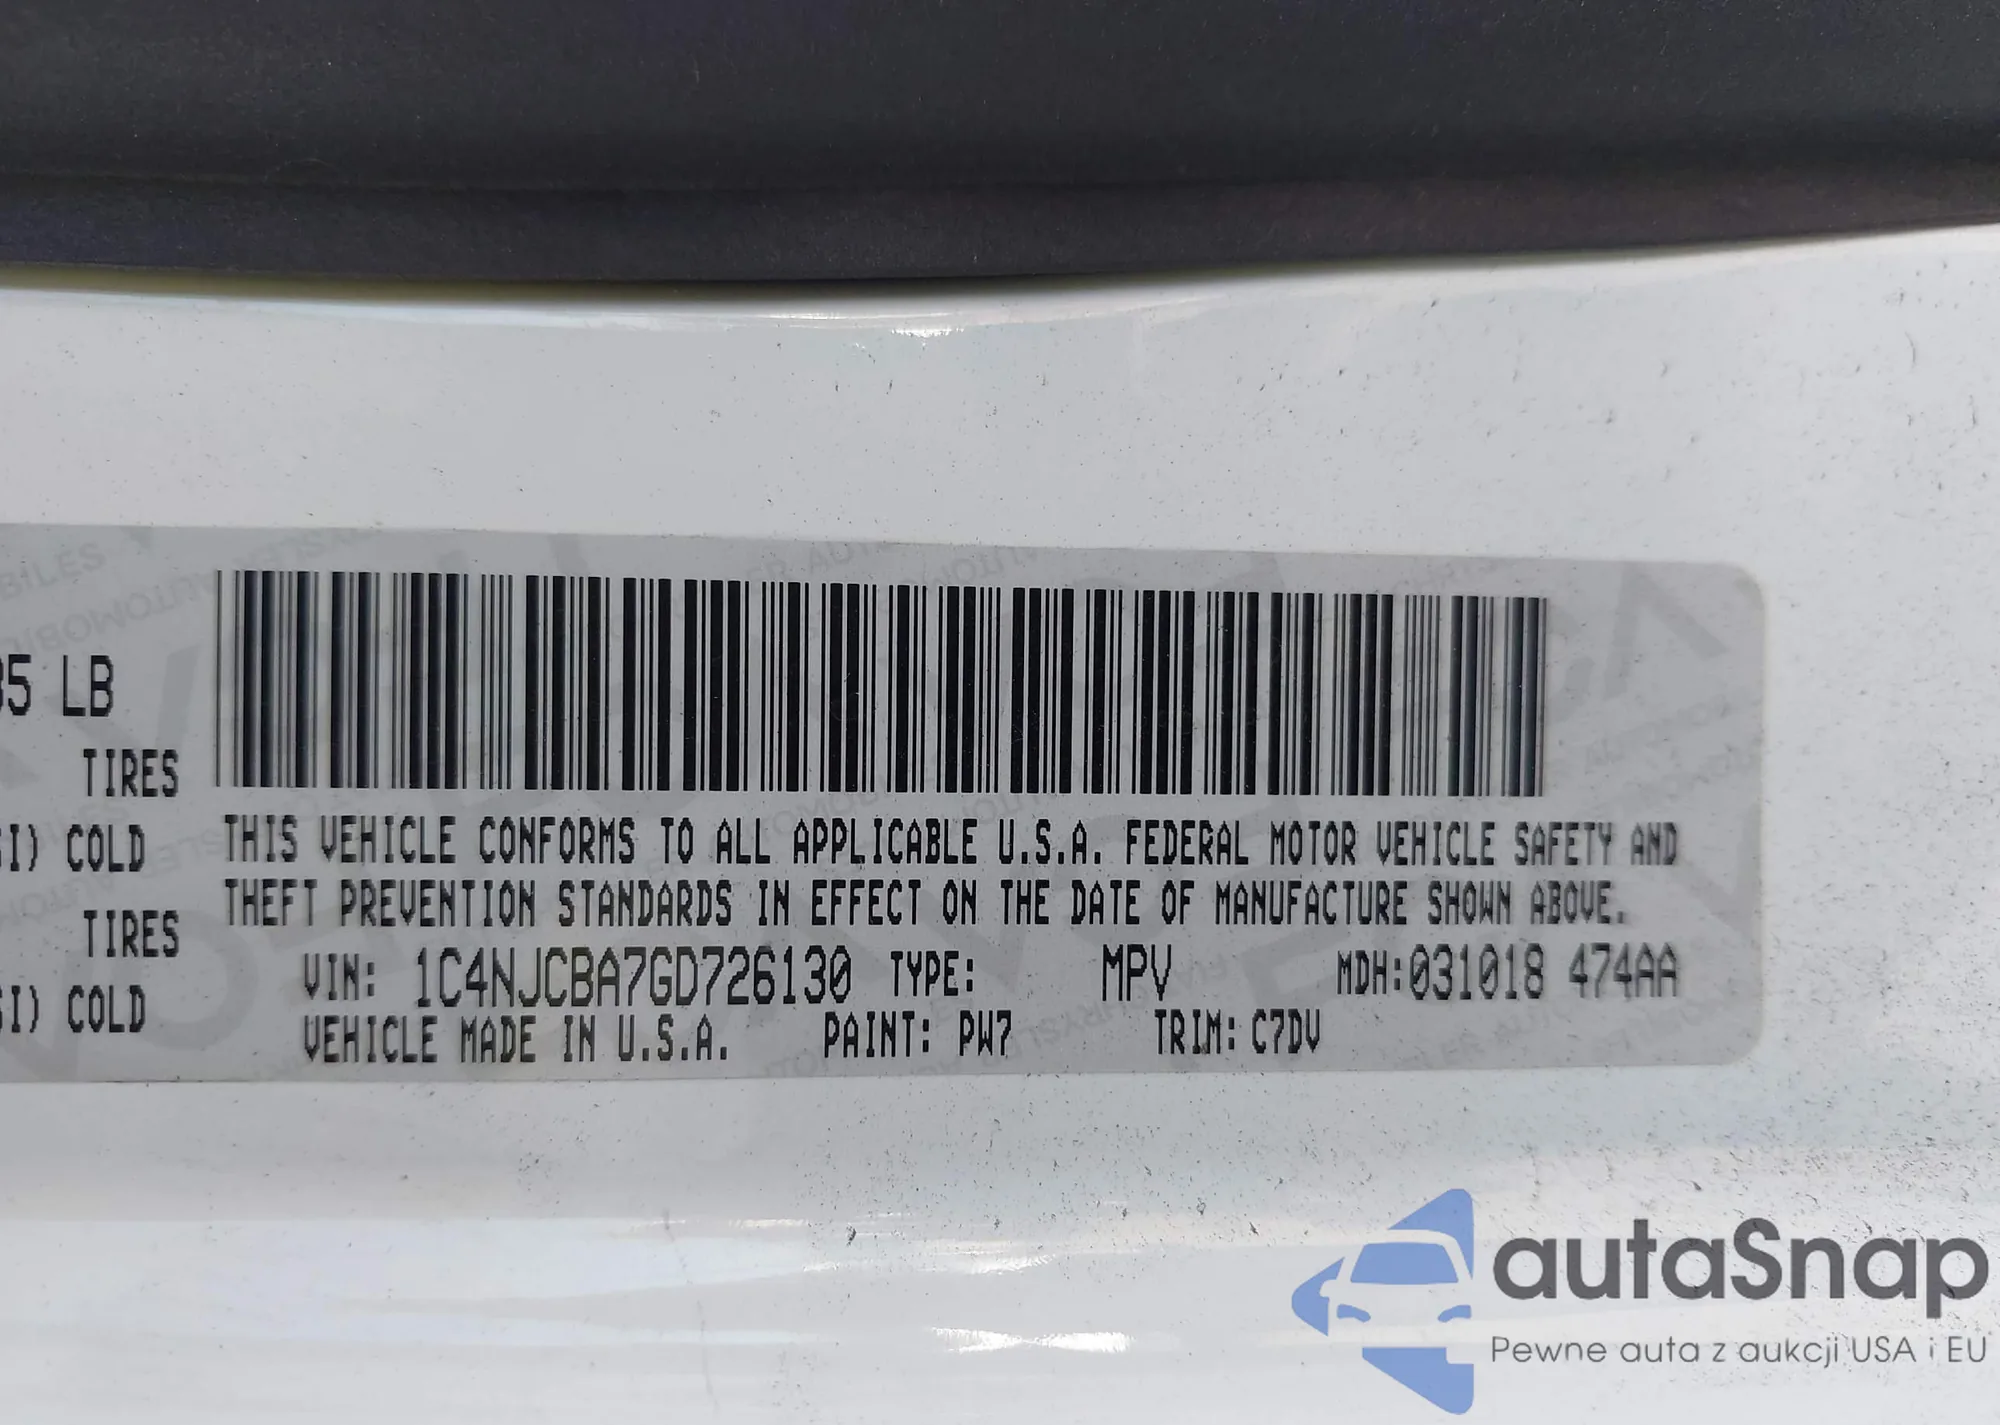 35 LB
TIRES
SI) COLD
TIRES
SI) COLD
THIS VEHICLE CONFORMS TO ALL APPLICABLE U.S.A. FEDERAL MOTOR VEHICLE SAFETY AND
THEFT PREVENTION STANDARDS IN EFFECT ON THE DATE OF MANUFACTURE SHOWN ABOVE.
VIN: 1C4NJCBA7GD726130 TYPE: MPV MDH:031018 474AA
VEHICLE MADE IN U.S.A. PAINT: PW7 TRIM: C7DV
autaSnap
Pewne auta z aukcji USA i EU